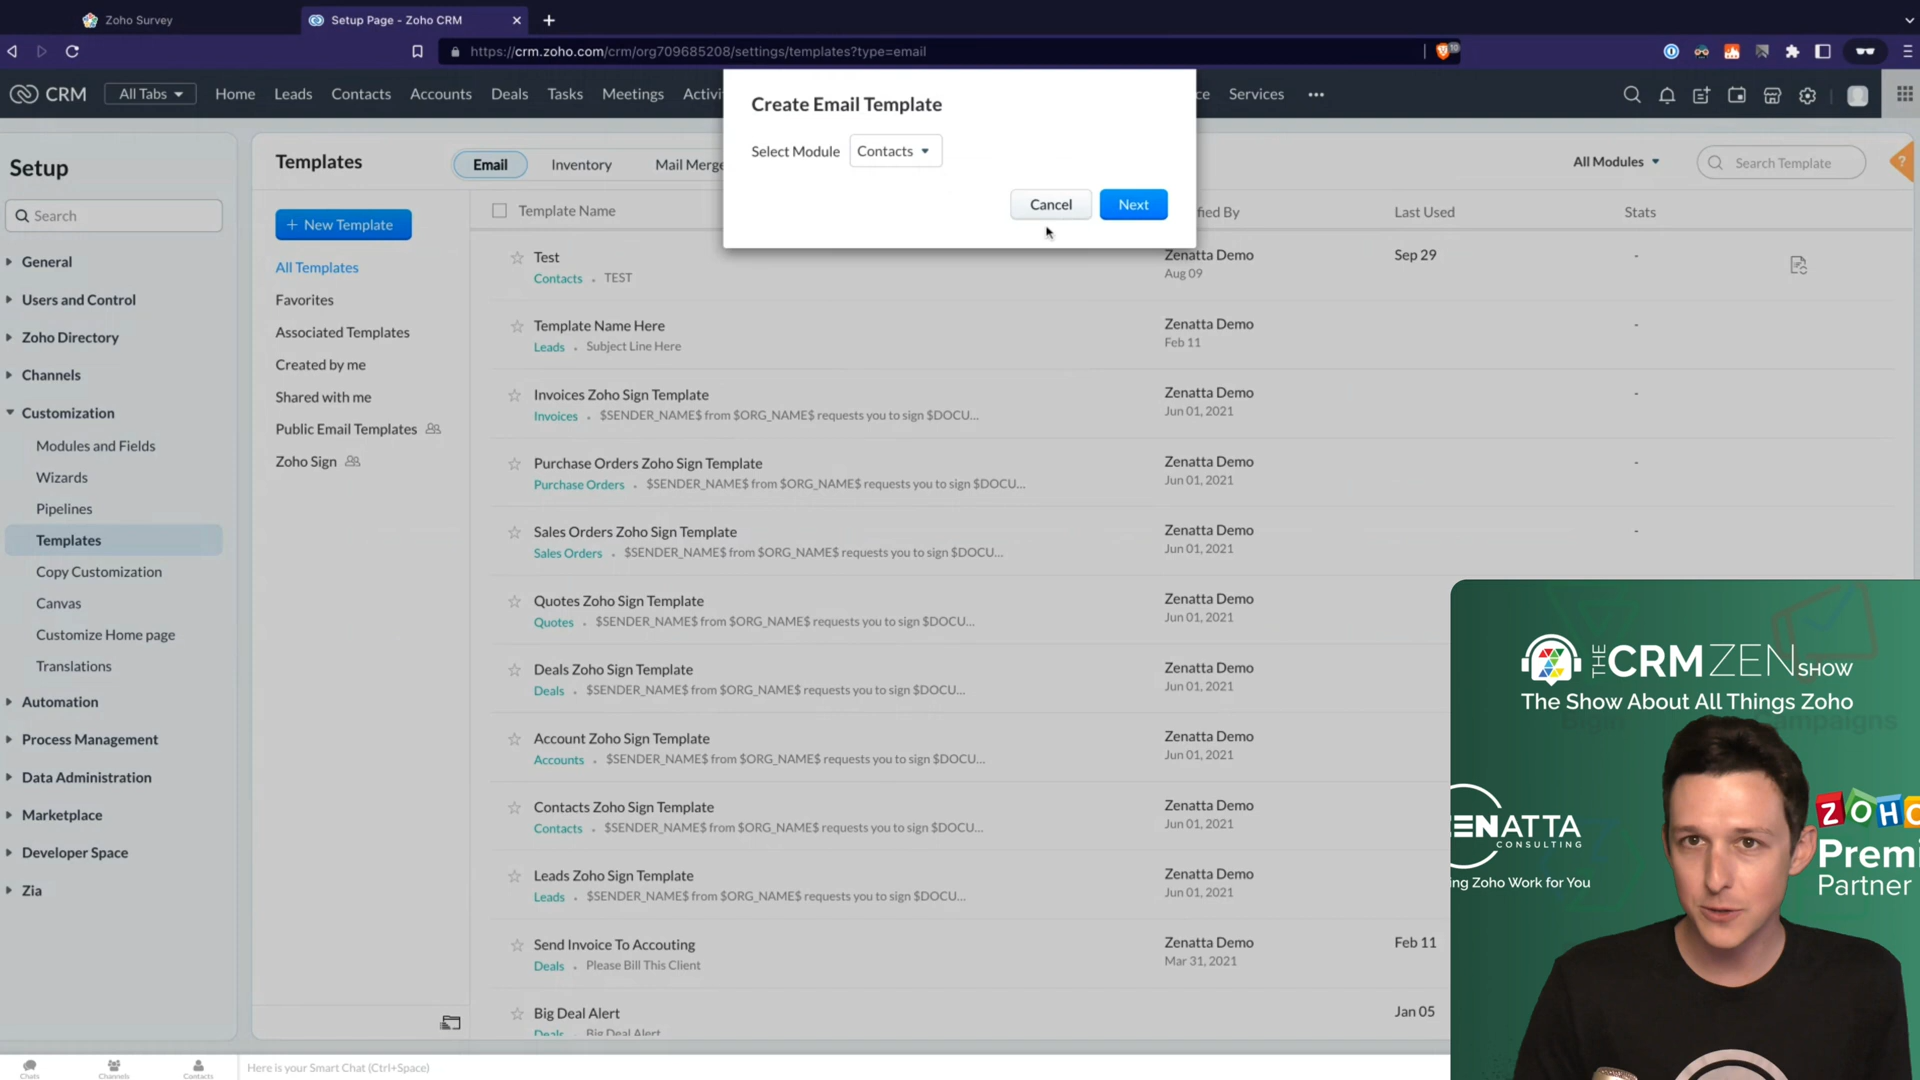 Zoho Survey
Setup Page - Zoho CRM
https://crm.zoho.com/crm/org709685208/settings/templates?type=email
CRM
All Tabs
Home
Leads
Contacts
Accounts
Deals
Tasks
Meetings
Activi
ce
Services
Create Email Template
Select Module
Contacts
Cancel
Next
Setup
Search
General
Users and Control
Zoho Directory
Channels
Customization
Modules and Fields
Wizards
Pipelines
Templates
Copy Customization
Canvas
Customize Home page
Translations
Automation
Process Management
Data Administration
Marketplace
Developer Space
Zia
Templates
Email
Inventory
Mail Merge
All Modules
Search Template
?
+ New Template
All Templates
Favorites
Associated Templates
Created by me
Shared with me
Public Email Templates
Zoho Sign
Template Name
fied By
Last Used
Stats
Test
Contacts . TEST
Zenatta Demo
Aug 09
Sep 29
-
Template Name Here
Leads . Subject Line Here
Zenatta Demo
Feb 11
-
Invoices Zoho Sign Template
Invoices . $SENDER_NAME$ from $ORG_NAME$ requests you to sign $DOCU...
Zenatta Demo
Jun 01, 2021
-
Purchase Orders Zoho Sign Template
Purchase Orders . $SENDER_NAME$ from $ORG_NAME$ requests you to sign $DOCU...
Zenatta Demo
Jun 01, 2021
-
Sales Orders Zoho Sign Template
Sales Orders . $SENDER_NAME$ from $ORG_NAME$ requests you to sign $DOCU...
Zenatta Demo
Jun 01, 2021
-
Quotes Zoho Sign Template
Quotes . $SENDER_NAME$ from $ORG_NAME$ requests you to sign $DOCU...
Zenatta Demo
Jun 01, 2021
Deals Zoho Sign Template
Deals . $SENDER_NAME$ from $ORG_NAME$ requests you to sign $DOCU...
Zenatta Demo
Jun 01, 2021
Account Zoho Sign Template
Accounts . $SENDER_NAME$ from $ORG_NAME$ requests you to sign $DOCU...
Zenatta Demo
Jun 01, 2021
Contacts Zoho Sign Template
Contacts . $SENDER_NAME$ from $ORG_NAME$ requests you to sign $DOCU...
Zenatta Demo
Jun 01, 2021
Leads Zoho Sign Template
Leads . $SENDER_NAME$ from $ORG_NAME$ requests you to sign $DOCU...
Zenatta Demo
Jun 01, 2021
Send Invoice To Accouting
Deals . Please Bill This Client
Zenatta Demo
Mar 31, 2021
Feb 11
Big Deal Alert
Deals . Big Deal Alert
Jan 05
THE CRM ZEN SHOW
The Show About All Things Zoho
ZENATTA
CONSULTING
ing Zoho Work for You
ZOHO
Premi
Partner
Chats
Channels
Contacts
Here is your Smart Chat (Ctrl+Space)